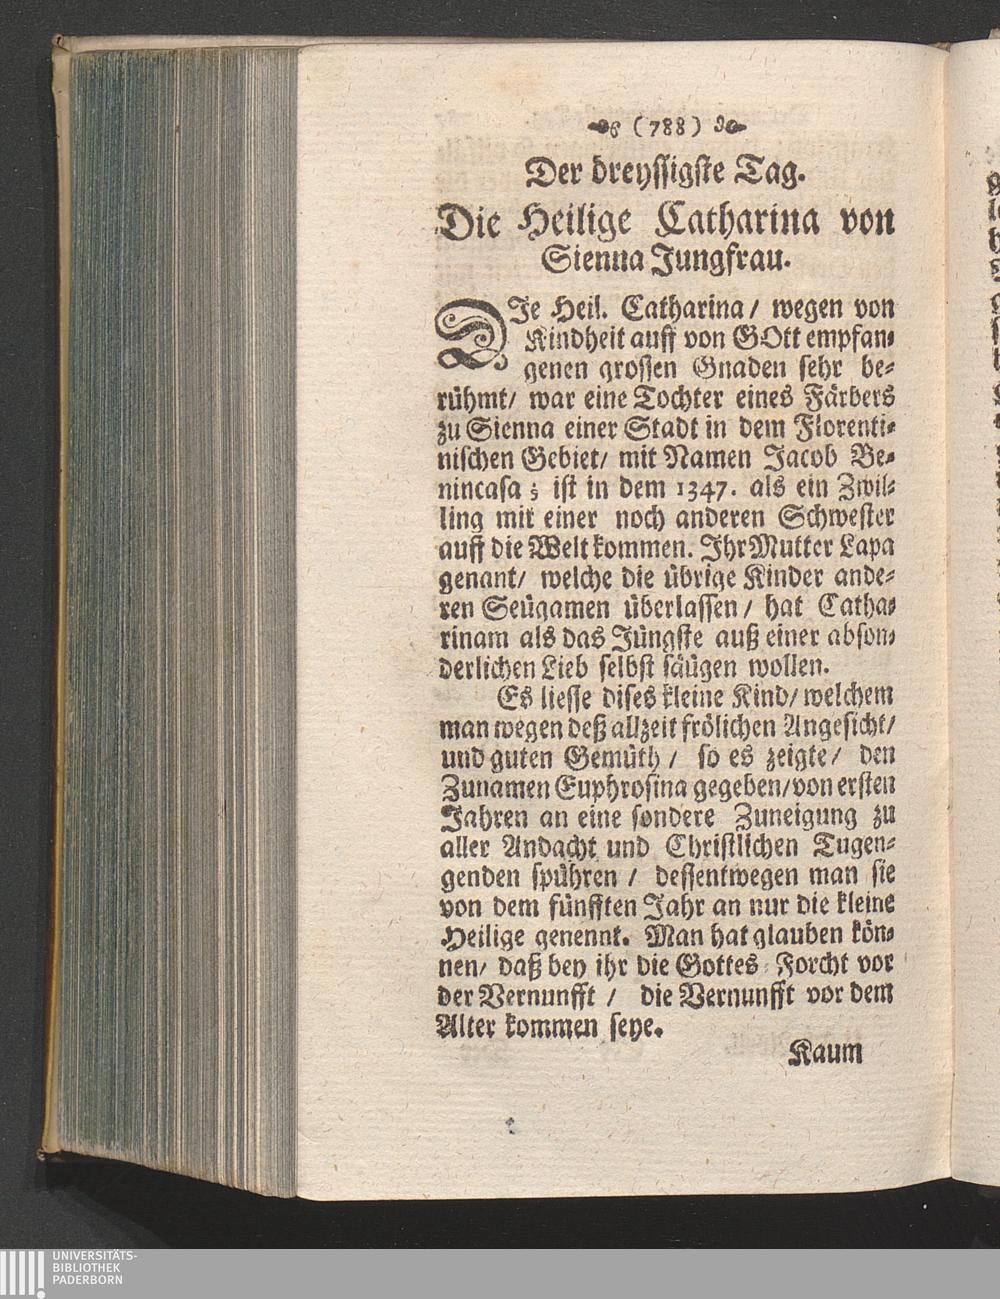 (788)
Der dreyssigste Tag.
Die Heilige Catharina von
Sienna Jungfrau.
DJe Heil. Catharina / wegen von
Kindheit auff von GOtt empfan-
genen grossen Gnaden sehr be-
rühmt / war eine Tochter eines Färbers
zu Sienna einer Stadt in dem Florenti-
nischen Gebiet / mit Namen Jacob Be-
nincasa ; ist in dem 1347. als ein Zwil-
ling mit einer noch anderen Schwester
auff die Welt kommen. Ihr Mutter Lapa
genant / welche die übrige Kinder ande-
ren Seügamen überlassen / hat Catha-
rinam als das Jüngste auß einer abson-
derlichen Lieb selbst säügen wollen.
Es liesse dises kleine Kind / welchem
man wegen deß allzeit frölichen Angesicht /
und guten Gemüth / so es zeigte / den
Zunamen Euphrosina gegeben / von ersten
Jahren an eine sondere Zuneigung zu
aller Andacht und Christlichen Tugen-
genden spühren / dessentwegen man sie
von dem fünfften Jahr an nur die kleine
Heilige genennt. Man hat glauben kön-
nen / daß bey ihr die Gottes-Forcht vor
der Vernunfft / die Vernunfft vor dem
Alter kommen seye.
Kaum
UNIVERSITÄTS-
BIBLIOTHEK
PADERBORN